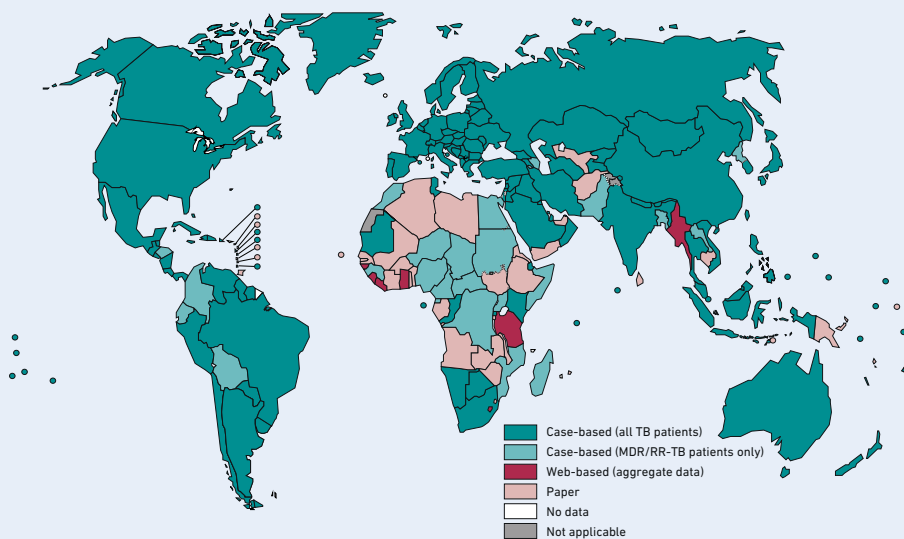 Case-based (all TB patients)
Case-based (MDR/RR-TB patients only)
Web-based (aggregate data)
Paper
No data
Not applicable